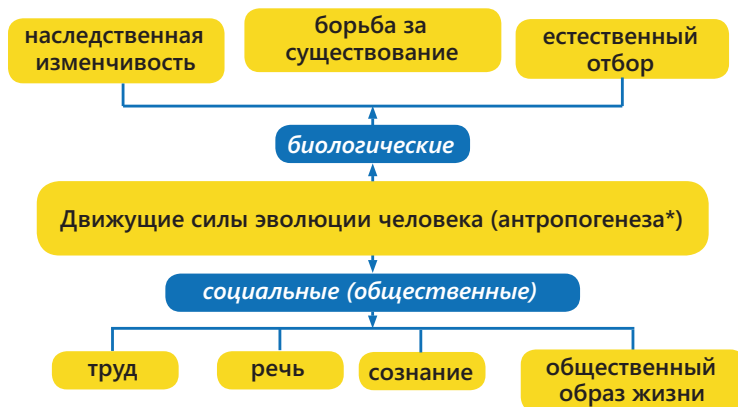 наследственная
изменчивость
борьба за
существование
естественный
отбор
биологические
Движущие силы эволюции человека (антропогенеза*)
социальные (общественные)
труд
речь
сознание
общественный
образ жизни